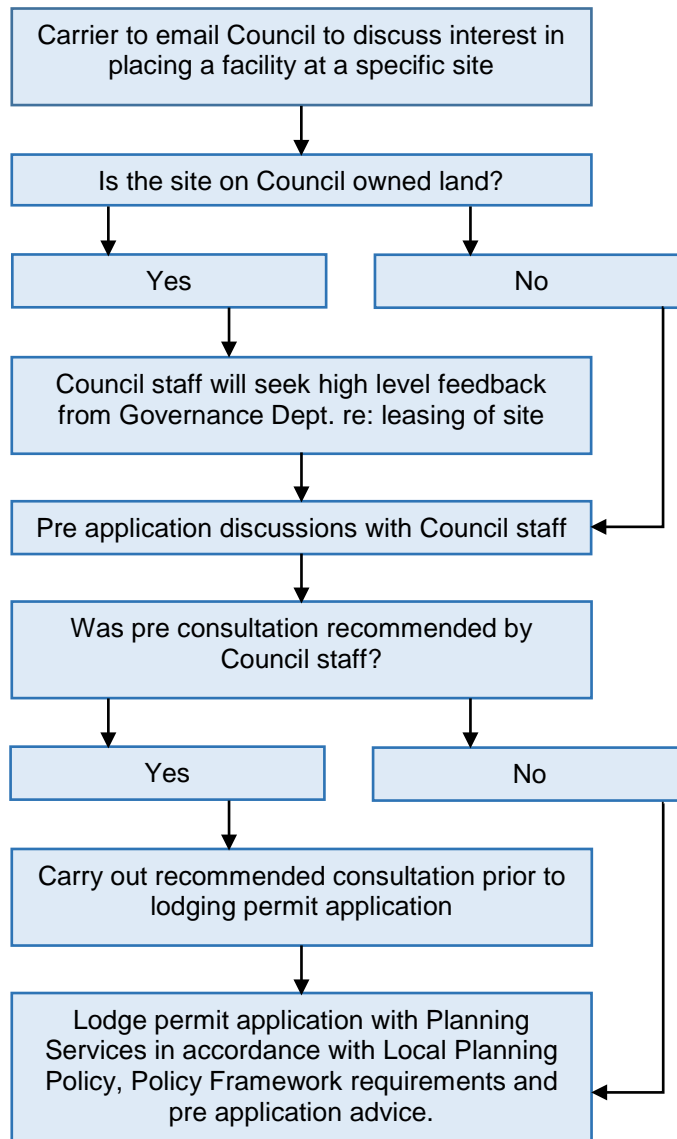 Carrier to email Council to discuss interest in
placing a facility at a specific site
Is the site on Council owned land?
Yes
No
Council staff will seek high level feedback
from Governance Dept. re: leasing of site
Pre application discussions with Council staff
Was pre consultation recommended by
Council staff?
Yes
No
Carry out recommended consultation prior to
lodging permit application
Lodge permit application with Planning
Services in accordance with Local Planning
Policy, Policy Framework requirements and
pre application advice.